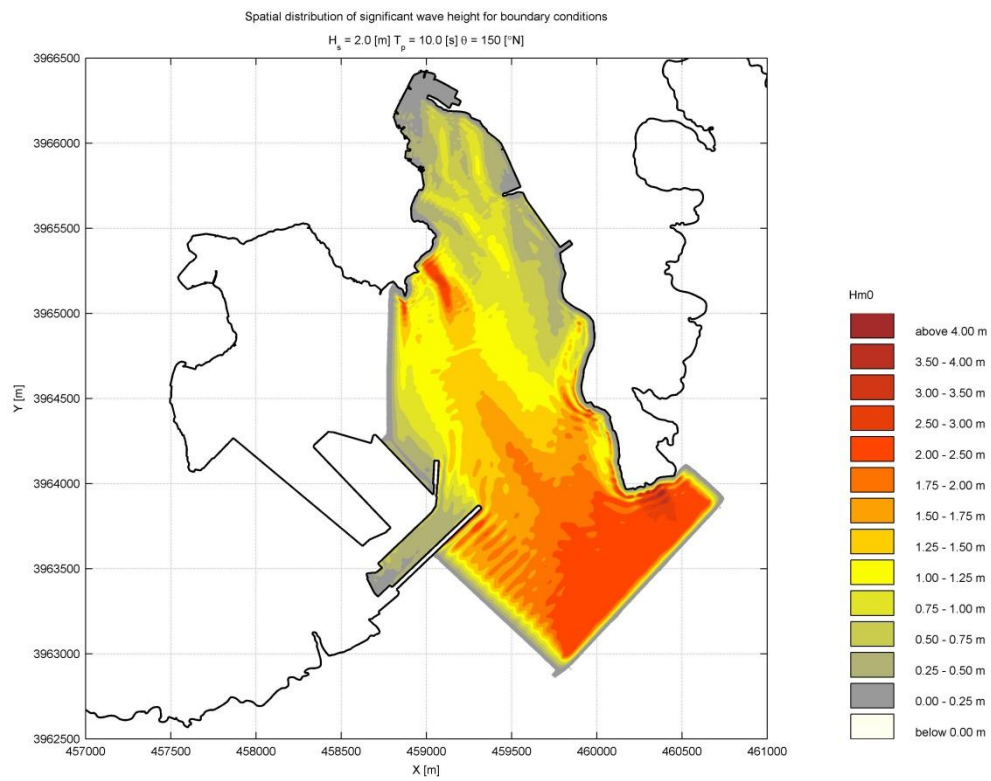 Spatial distribution of significant wave height for boundary conditions
H_s = 2.0 [m] T_p = 10.0 [s] θ = 150 [°N]
3966500
3966000
3965500
3965000
3964500
3964000
3963500
3963000
3962500
Y [m]
457000 457500 458000 458500 459000 459500 460000 460500 461000
X [m]
Hm0
above 4.00 m
3.50 - 4.00 m
3.00 - 3.50 m
2.50 - 3.00 m
2.00 - 2.50 m
1.75 - 2.00 m
1.50 - 1.75 m
1.25 - 1.50 m
1.00 - 1.25 m
0.75 - 1.00 m
0.50 - 0.75 m
0.25 - 0.50 m
0.00 - 0.25 m
below 0.00 m